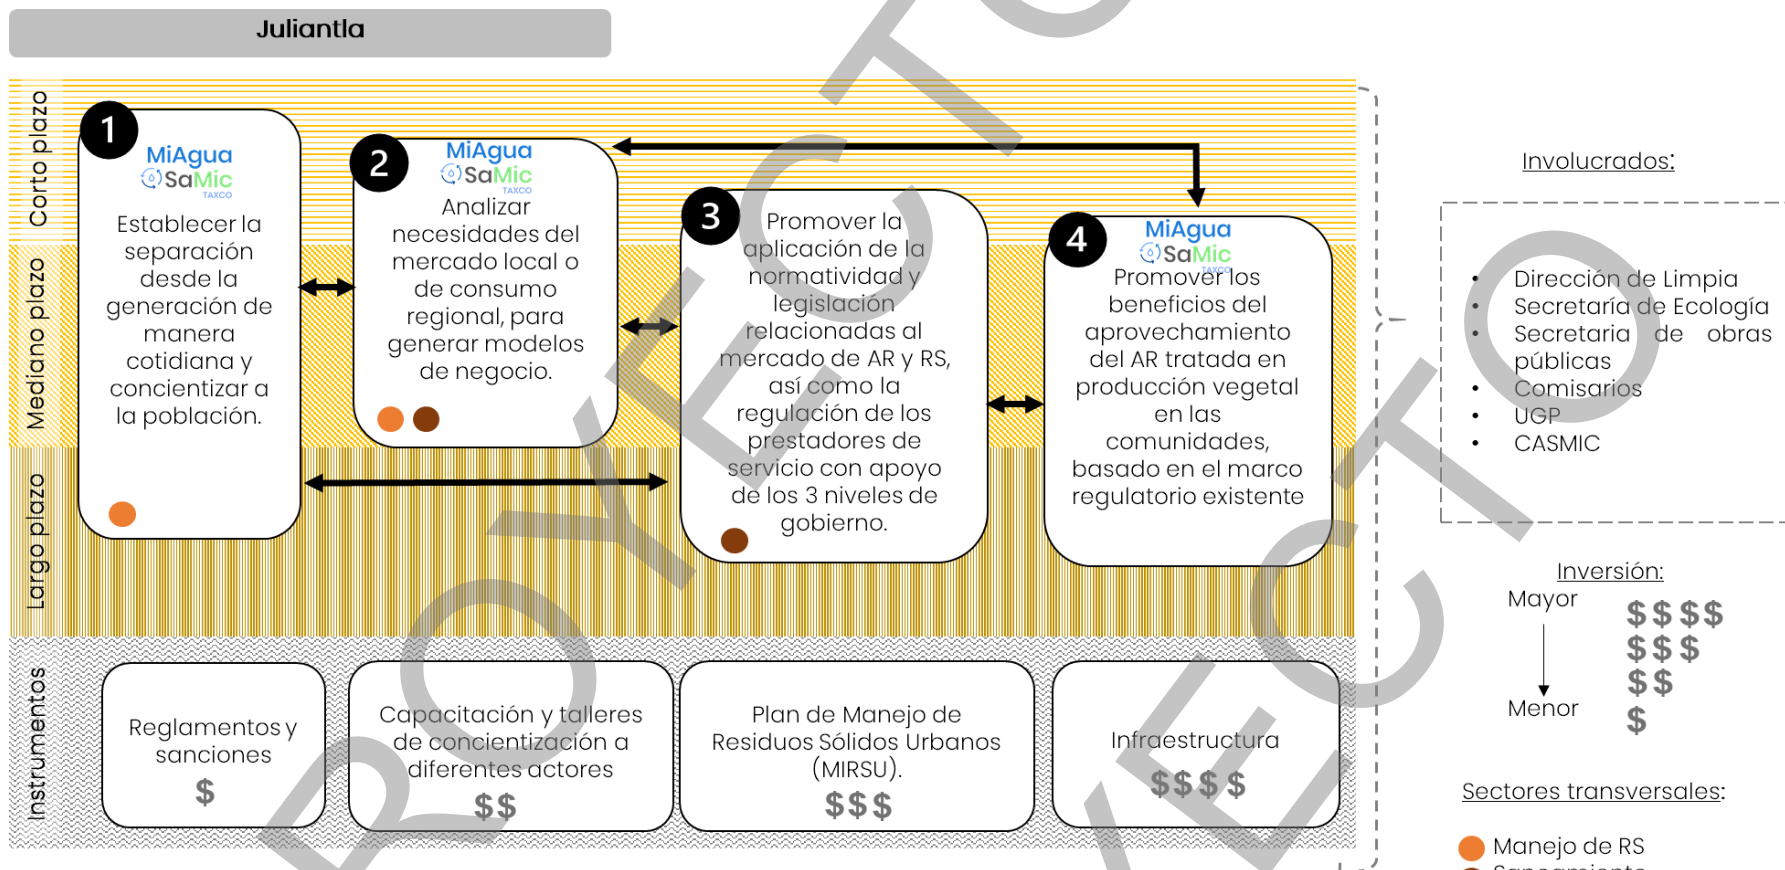 Juliantla
Corto plazo
Mediano plazo
Largo plazo
Instrumentos
1
MiAgua
SaMic
TAXCO
Establecer la
separación
desde la
generación de
manera
cotidiana y
concientizar a
la población.
2
MiAgua
SaMic
TAXCO
Analizar
necesidades del
mercado local o
de consumo
regional, para
generar modelos
de negocio.
3
Promover la
aplicación de la
normatividad y
legislación
relacionadas al
mercado de AR y RS,
así como la
regulación de los
prestadores de
servicio con apoyo
de los 3 niveles de
gobierno.
4
MiAgua
SaMic
TAXCO
Promover los
beneficios del
aprovechamiento
del AR tratada en
producción vegetal
en las
comunidades,
basado en el marco
regulatorio existente
Reglamentos y
sanciones
$
Capacitación y talleres
de concientización a
diferentes actores
$$
Plan de Manejo de
Residuos Sólidos Urbanos
(MIRSU).
$$$
Infraestructura
$$$$
Involucrados:
• Dirección de Limpia
• Secretaría de Ecología
• Secretaria de obras
públicas
• Comisarios
• UGP
• CASMIC
Inversión:
Mayor
$$$$
$$$
$$
Menor
$
Sectores transversales:
Manejo de RS
Saneamiento
PROYECTO
PROYECTO